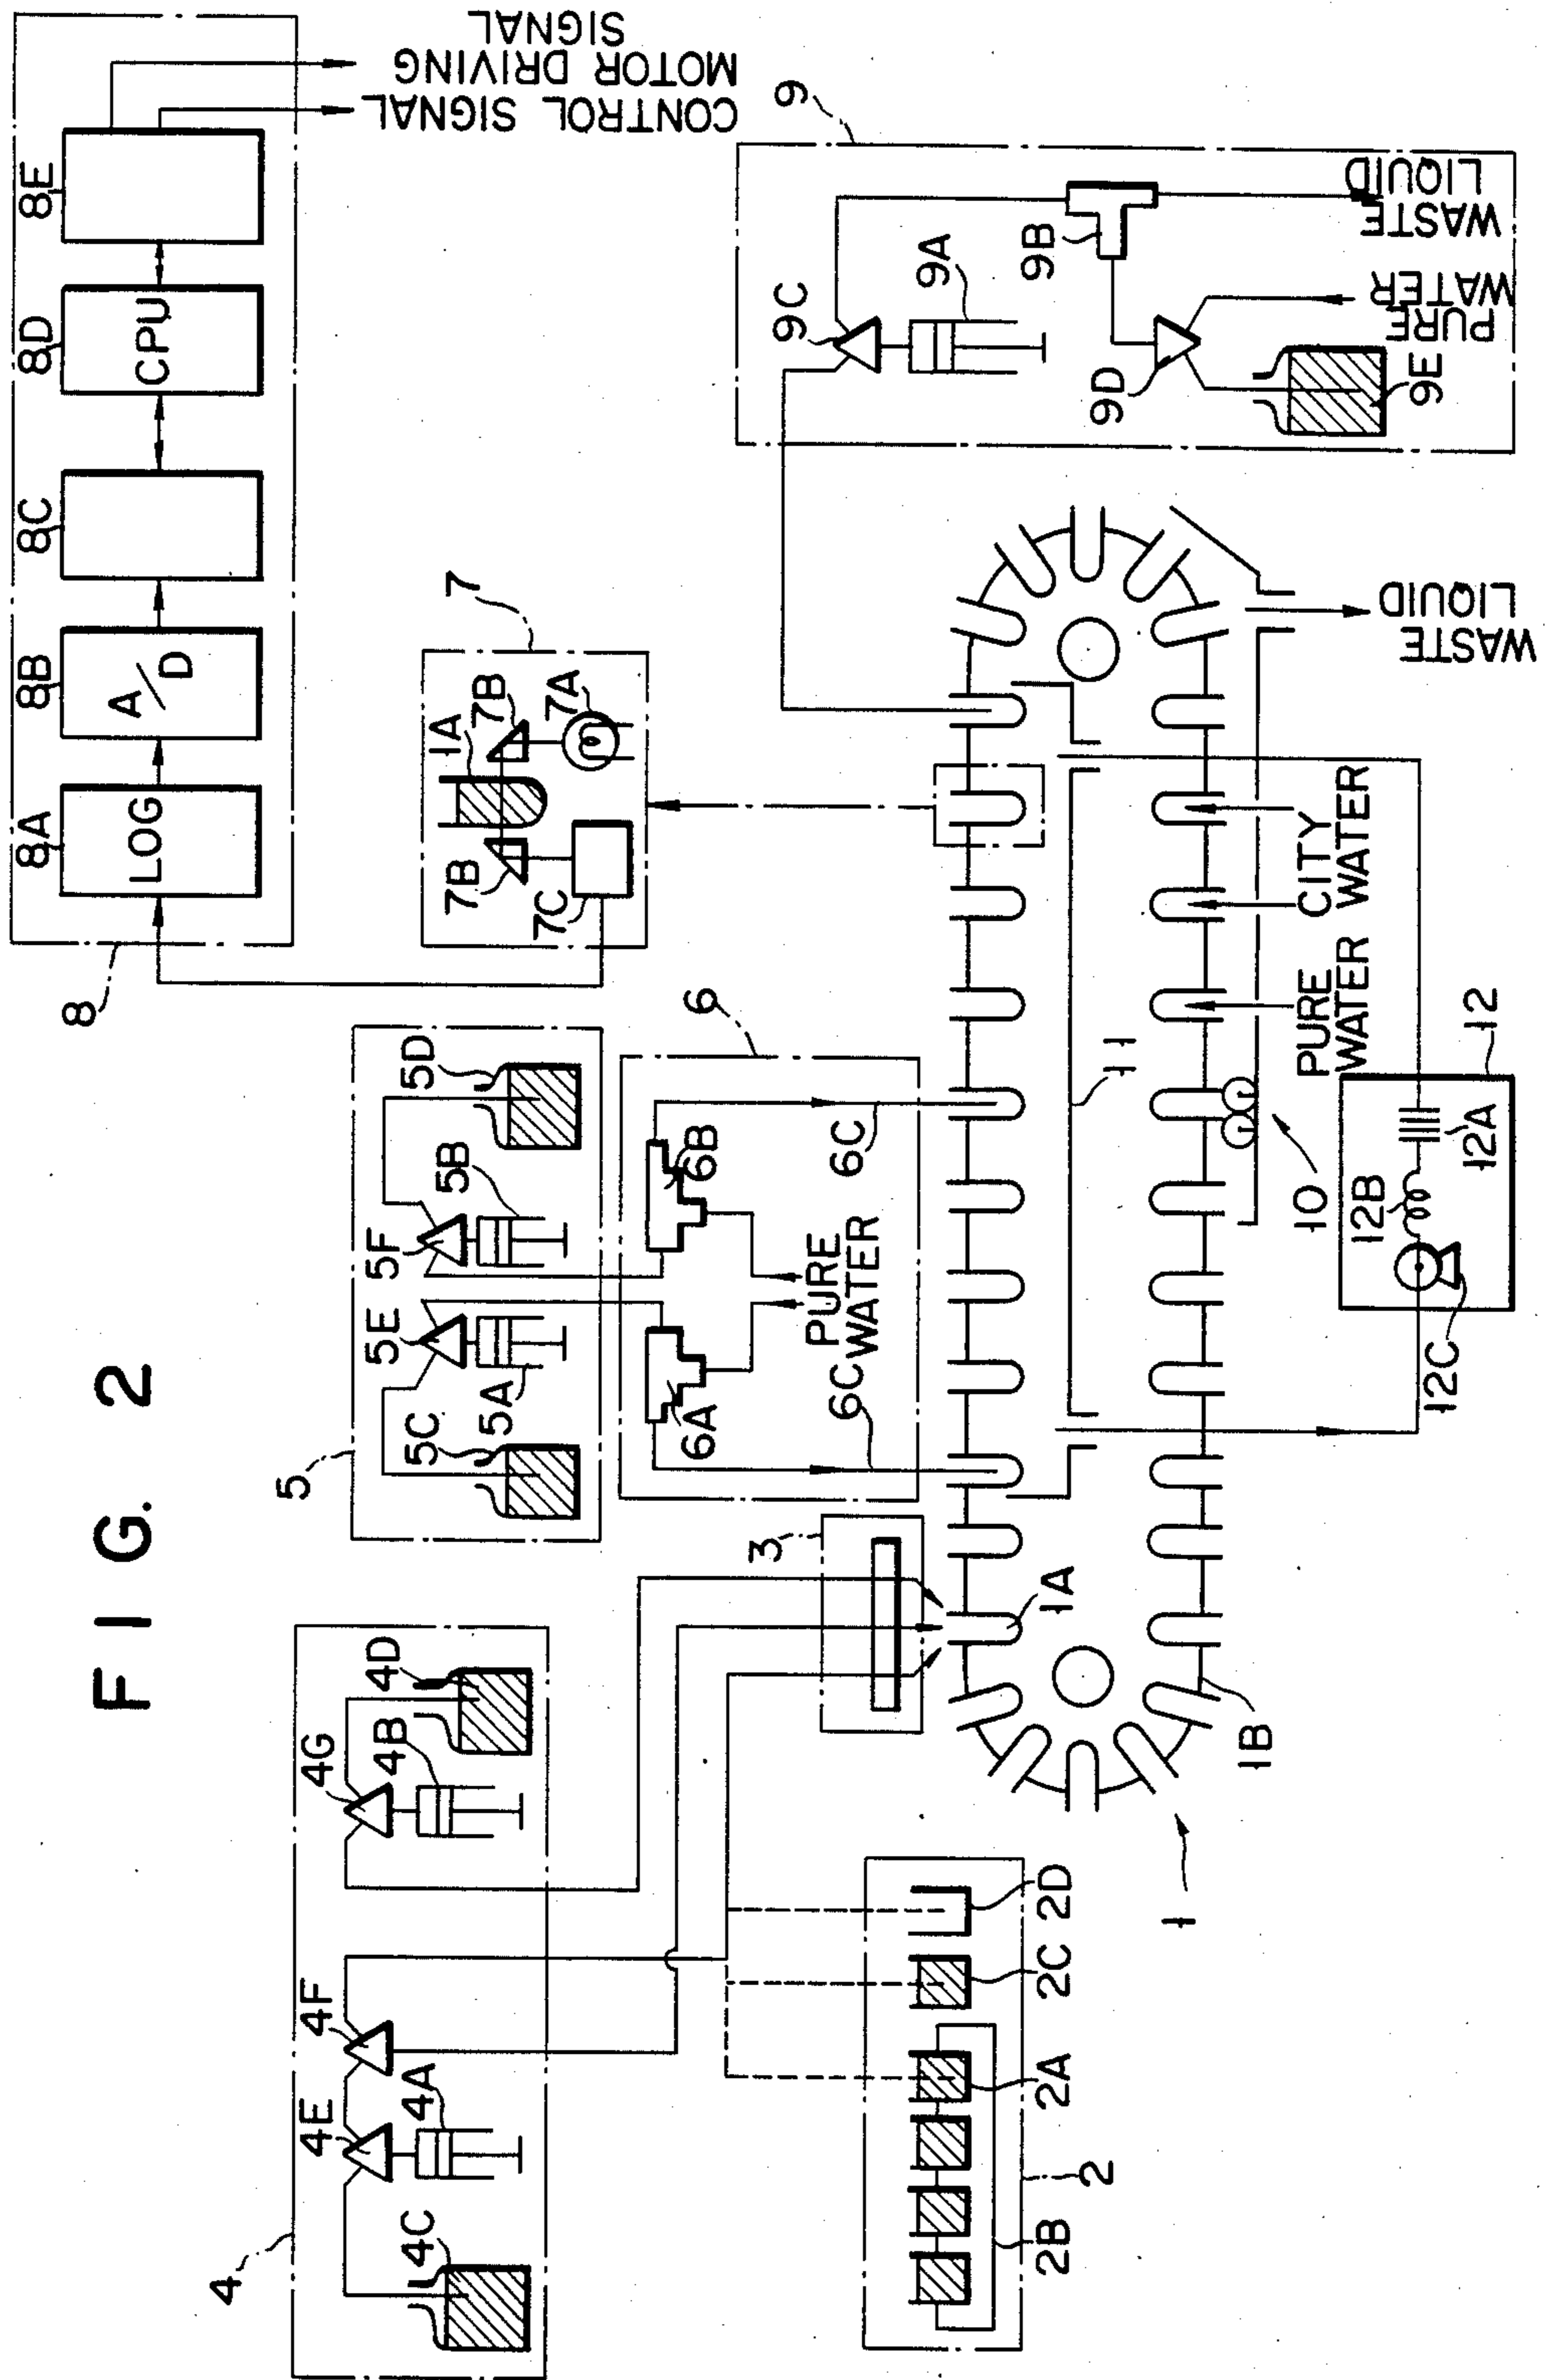 FIG. 2
4
4C
4E
4A
4F
4G
4B
4D
5
5C
5E
5A
5F
5B
5D
6
6A
6B
6C
6C
PURE
WATER
7
1A
7B
7B
7A
7C
8
8A
LOG
8B
A/D
8C
8D
CPU
8E
CONTROL SIGNAL
MOTOR DRIVING
SIGNAL
9
9C
9A
9B
9D
9E
PURE
WATER
WASTE
LIQUID
3
2
2B
2A
2C
2D
1
1A
1B
11
10
PURE
WATER
CITY
WATER
WASTE
LIQUID
12
12A
12B
12C